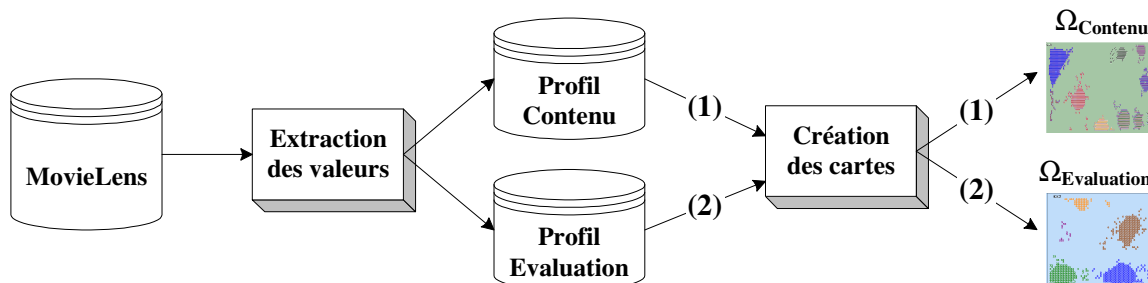 MovieLens
Extraction
des valeurs
Profil
Contenu
Profil
Evaluation
(1)
(2)
Création
des cartes
(1)
(2)
ΩContenu
ΩEvaluation